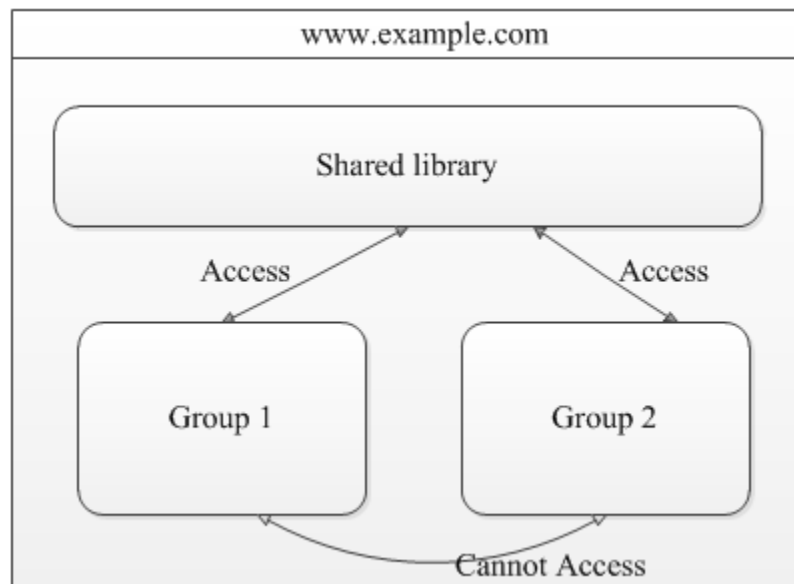 www.example.com
Shared library
Access
Access
Group 1
Group 2
Cannot Access